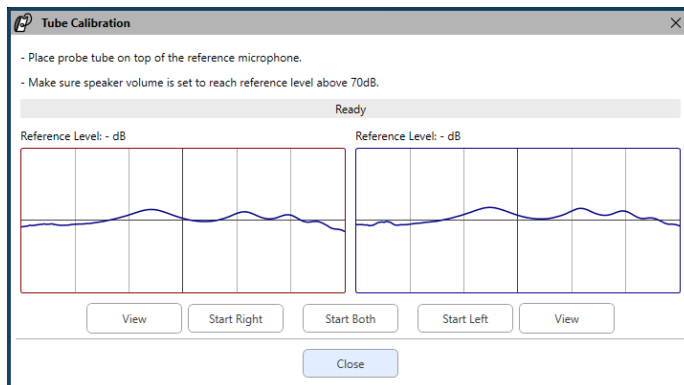 Tube Calibration
- Place probe tube on top of the reference microphone.
- Make sure speaker volume is set to reach reference level above 70dB.
Ready
Reference Level: - dB
Reference Level: - dB
View
Start Right
Start Both
Start Left
View
Close